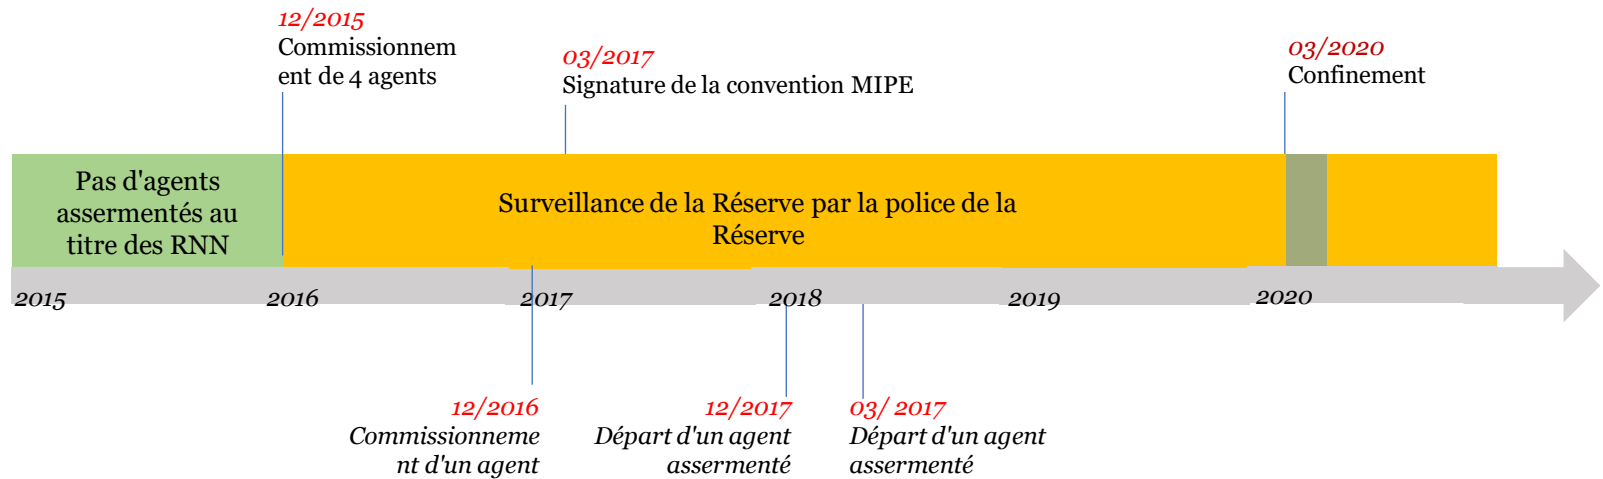 12/2015
Commissionnem
ent de 4 agents
03/2017
Signature de la convention MIPE
03/2020
Confinement
Pas d'agents
assermentés au
titre des RNN
Surveillance de la Réserve par la police de la
Réserve
2015
2016
2017
2018
2019
2020
12/2016
Commissionneme
nt d'un agent
12/2017
Départ d'un agent
assermenté
03/ 2017
Départ d'un agent
assermenté